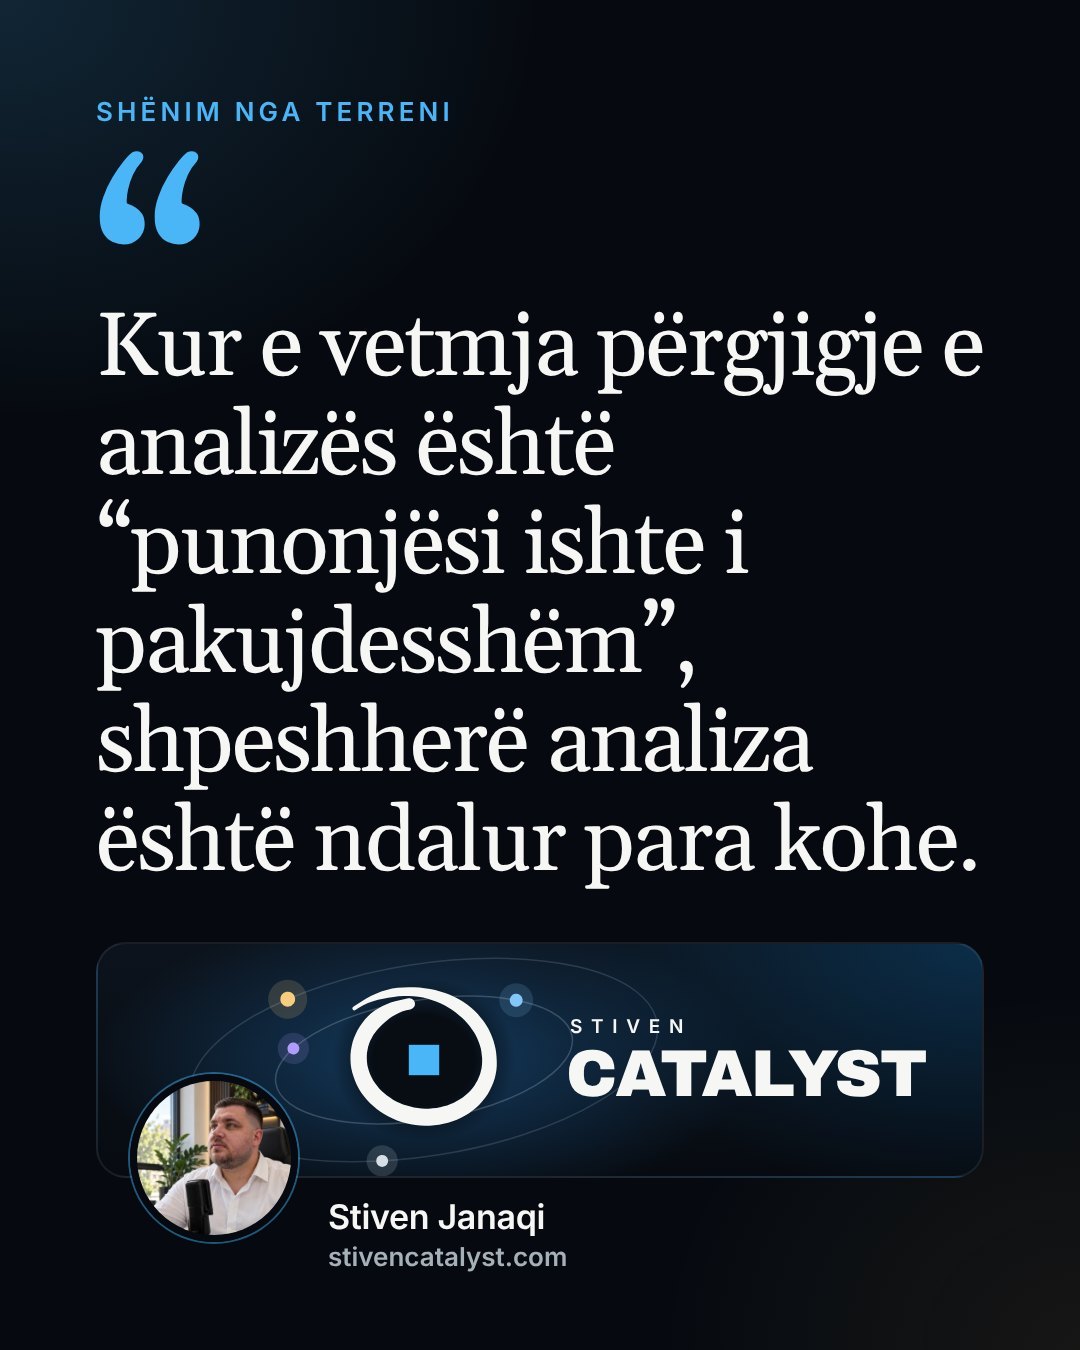 SHËNIM NGA TERRENI
“
Kur e vetmja përgjigje e
analizës është
“punonjësi ishte i
pakujdesshëm”,
shpeshherë analiza
është ndalur para kohe.
STIVEN
CATALYST
Stiven Janaqi
stivencatalyst.com